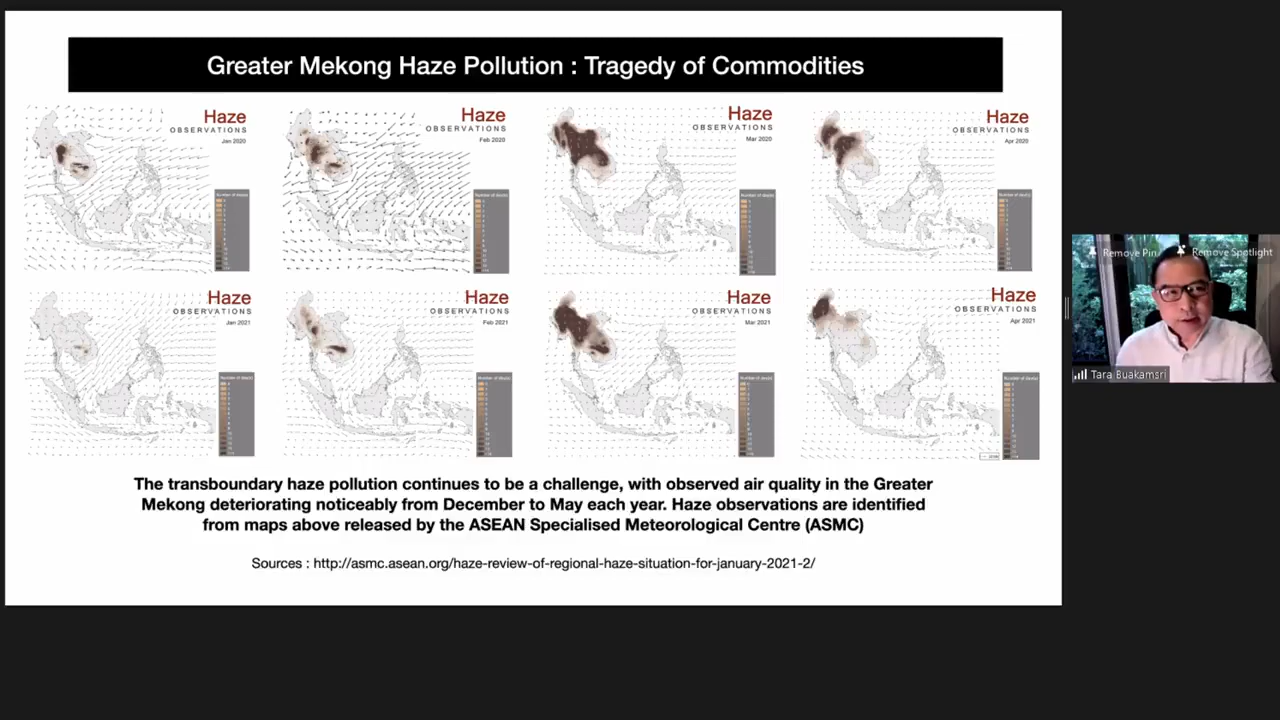 Greater Mekong Haze Pollution : Tragedy of Commodities
Haze
OBSERVATIONS
Jan 2020
Haze
OBSERVATIONS
Feb 2020
Haze
OBSERVATIONS
Mar 2020
Haze
OBSERVATIONS
Apr 2020
Haze
OBSERVATIONS
Jan 2021
Haze
OBSERVATIONS
Feb 2021
Haze
OBSERVATIONS
Mar 2021
Haze
OBSERVATIONS
Apr 2021
Remove Pin
Remove Spotlight
Tara Buakamsri
The transboundary haze pollution continues to be a challenge, with observed air quality in the Greater
Mekong deteriorating noticeably from December to May each year. Haze observations are identified
from maps above released by the ASEAN Specialised Meteorological Centre (ASMC)
Sources : http://asmc.asean.org/haze-review-of-regional-haze-situation-for-january-2021-2/